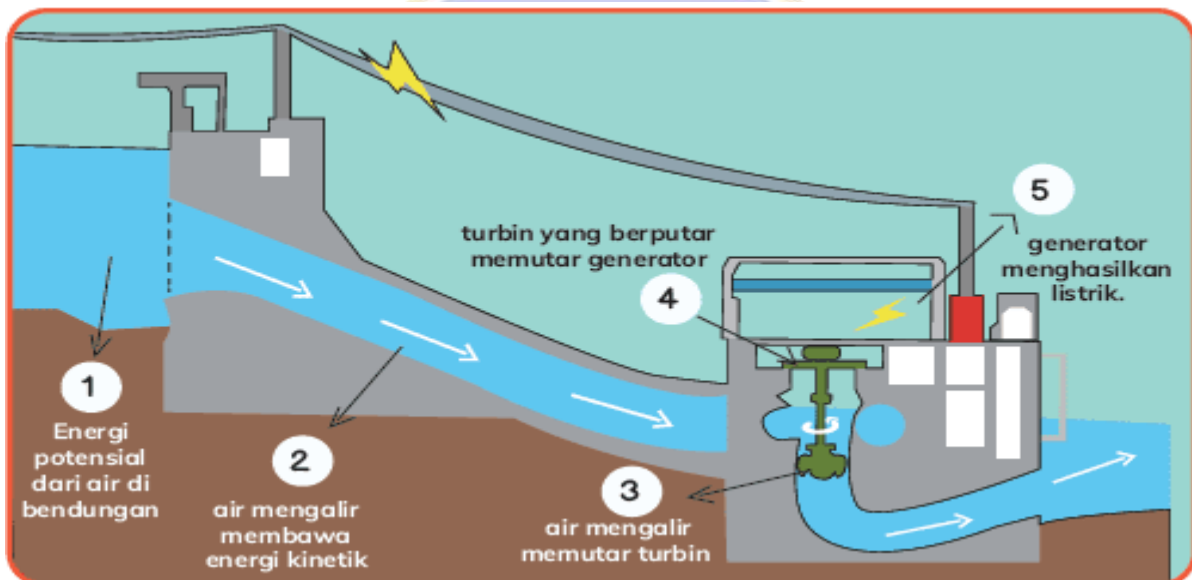 1
Energi
potensial
dari air di
bendungan
2
air mengalir
membawa
energi kinetik
3
air mengalir
memutar turbin
4
turbin yang berputar
memutar generator
5
generator
menghasilkan
listrik.